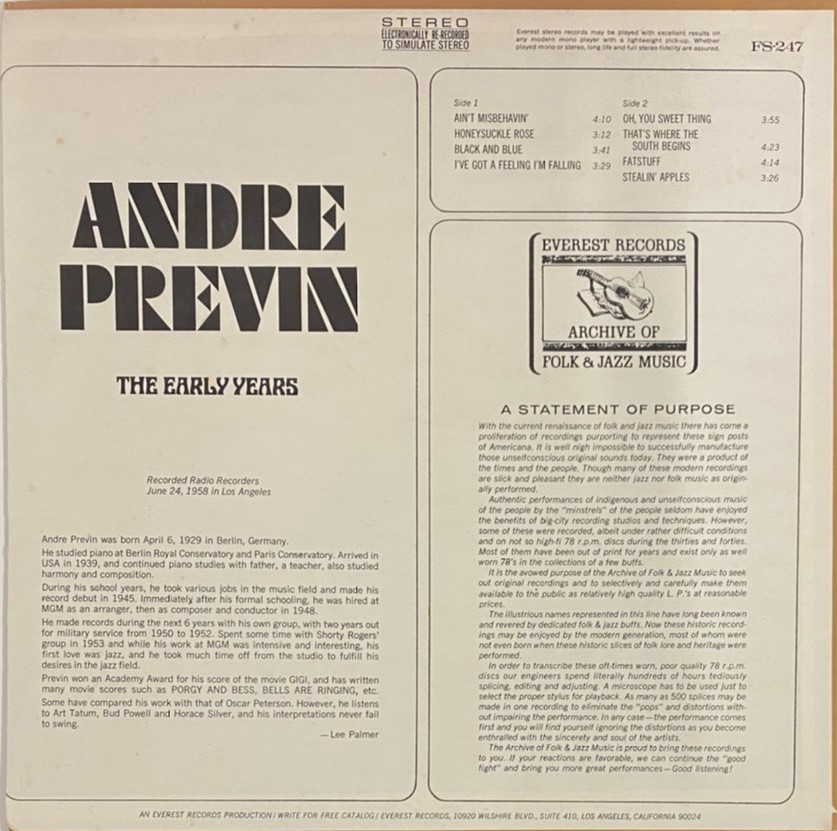 STEREO
ELECTRONICALLY RE-RECORDED
TO SIMULATE STEREO
Everest stereo records may be played with excellent results on
any modern mono player with a lightweight pick-up. Whether
played mono or stereo, long life and full stereo fidelity are assured.
FS-247
Side 1
AIN'T MISBEHAVIN' 4:10
HONEYSUCKLE ROSE 3:12
BLACK AND BLUE 3:41
I'VE GOT A FEELING I'M FALLING 3:29
Side 2
OH, YOU SWEET THING 3:55
THAT'S WHERE THE
SOUTH BEGINS 4:23
FATSTUFF 4:14
STEALIN' APPLES 3:26
ANDRE
PREVIN
THE EARLY YEARS
Recorded Radio Recorders
June 24, 1958 in Los Angeles
Andre Previn was born April 6, 1929 in Berlin, Germany.
He studied piano at Berlin Royal Conservatory and Paris Conservatory. Arrived in
USA in 1939, and continued piano studies with father, a teacher, also studied
harmony and composition.
During his school years, he took various jobs in the music field and made his
record debut in 1945. Immediately after his formal schooling, he was hired at
MGM as an arranger, then as composer and conductor in 1948.
He made records during the next 6 years with his own group, with two years out
for military service from 1950 to 1952. Spent some time with Shorty Rogers'
group in 1953 and while his work at MGM was intensive and interesting, his
first love was jazz, and he took much time off from the studio to fulfill his
desires in the jazz field.
Previn won an Academy Award for his score of the movie GIGI, and has written
many movie scores such as PORGY AND BESS, BELLS ARE RINGING, etc.
Some have compared his work with that of Oscar Peterson. However, he listens
to Art Tatum, Bud Powell and Horace Silver, and his interpretations never fail
to swing.
—Lee Palmer
EVEREST RECORDS
ARCHIVE OF
FOLK & JAZZ MUSIC
A STATEMENT OF PURPOSE
With the current renaissance of folk and jazz music there has come a
proliferation of recordings purporting to represent these sign posts
of Americana. It is well nigh impossible to successfully manufacture
those unselfconscious original sounds today. They were a product of
the times and the people. Though many of these modern recordings
are slick and pleasant they are neither jazz nor folk music as origin-
ally performed.
Authentic performances of indigenous and unselfconscious music
of the people by the "minstrels" of the people seldom have enjoyed
the benefits of big-city recording studios and techniques. However,
some of these were recorded, albeit under rather difficult conditions
and on not so high-fi 78 r.p.m. discs during the thirties and forties.
Most of them have been out of print for years and exist only as well
worn 78's in the collections of a few buffs.
It is the avowed purpose of the Archive of Folk & Jazz Music to seek
out original recordings and to selectively and carefully make them
available to the public as relatively high quality L. P.'s at reasonable
prices.
The illustrious names represented in this line have long been known
and revered by dedicated folk & jazz buffs. Now these historic record-
ings may be enjoyed by the modern generation, most of whom were
not even born when these historic slices of folk lore and heritage were
performed.
In order to transcribe these oft-times worn, poor quality 78 r.p.m.
discs our engineers spend literally hundreds of hours tediously
splicing, editing and adjusting. A microscope has to be used just to
select the proper stylus for playback. As many as 500 splices may be
made in one recording to eliminate the "pops" and distortions with-
out impairing the performance. In any case—the performance comes
first and you will find yourself ignoring the distortions as you become
enthralled with the sincerety and soul of the artists.
The Archive of Folk & Jazz Music is proud to bring these recordings
to you. If your reactions are favorable, we can continue the "good
fight" and bring you more great performances—Good listening!
AN EVEREST RECORDS PRODUCTION / WRITE FOR FREE CATALOG / EVEREST RECORDS, 10920 WILSHIRE BLVD., SUITE 410, LOS ANGELES, CALIFORNIA 90024